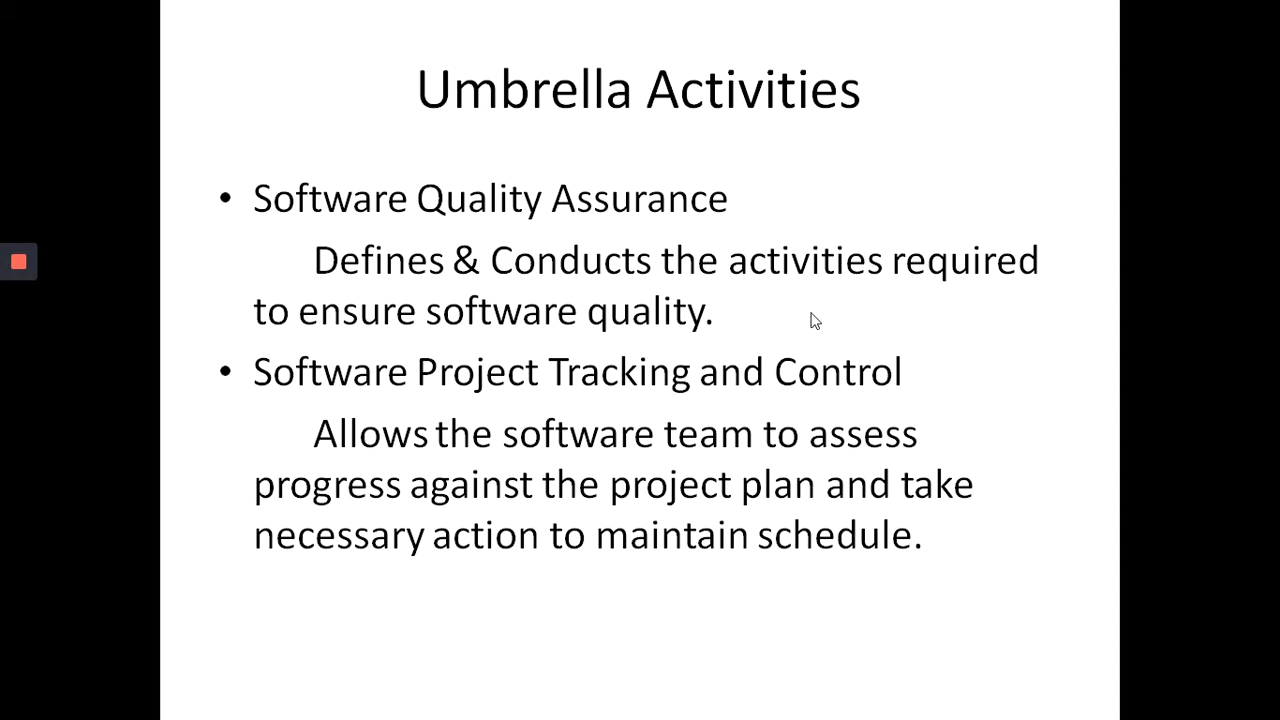 Umbrella Activities
• Software Quality Assurance
Defines & Conducts the activities required
to ensure software quality.
• Software Project Tracking and Control
Allows the software team to assess
progress against the project plan and take
necessary action to maintain schedule.